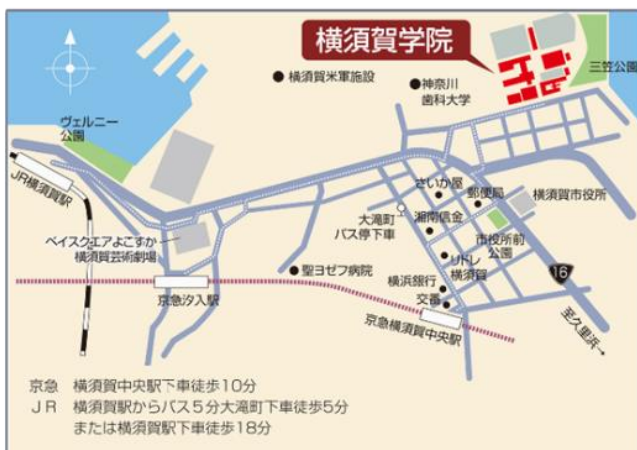 横須賀学院
三笠公園
横須賀米軍施設
神奈川
歯科大学
ヴェルニー
公園
JR横須賀駅
さいか屋
郵便局
横須賀市役所
大滝町
バス停下車
湘南信金
市役所前
公園
ベイスクエアよこすか
横須賀芸術劇場
リドレ
横須賀
16
聖ヨゼフ病院
横浜銀行
交番
京急汐入駅
京急横須賀中央駅
至久里浜→
京急 横須賀中央駅下車徒歩10分
JR 横須賀駅からバス5分大滝町下車徒歩5分
または横須賀駅下車徒歩18分